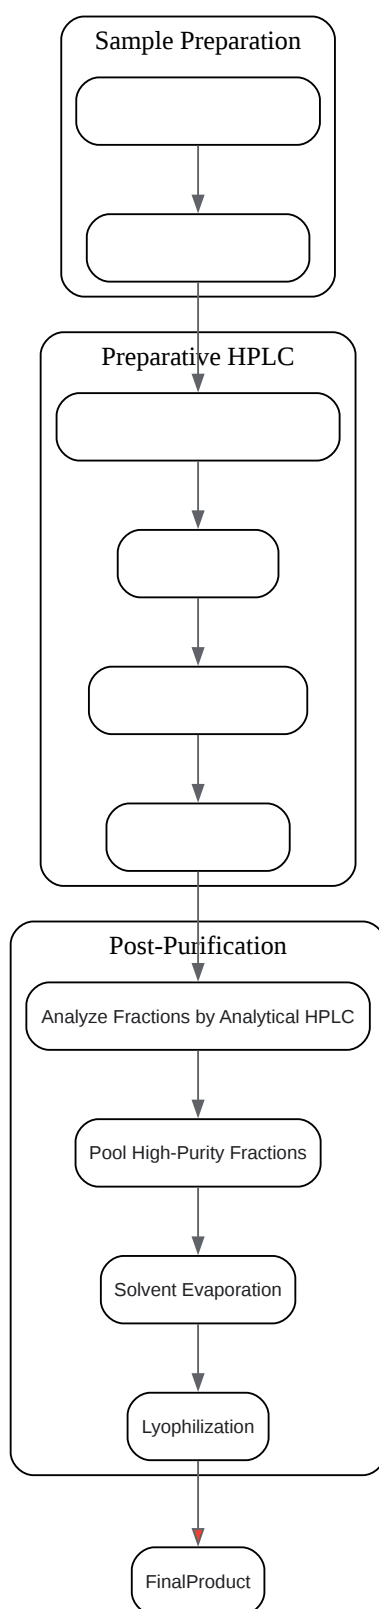 Sample Preparation
Preparative HPLC
Post-Purification
Analyze Fractions by Analytical HPLC
Pool High-Purity Fractions
Solvent Evaporation
Lyophilization
FinalProduct